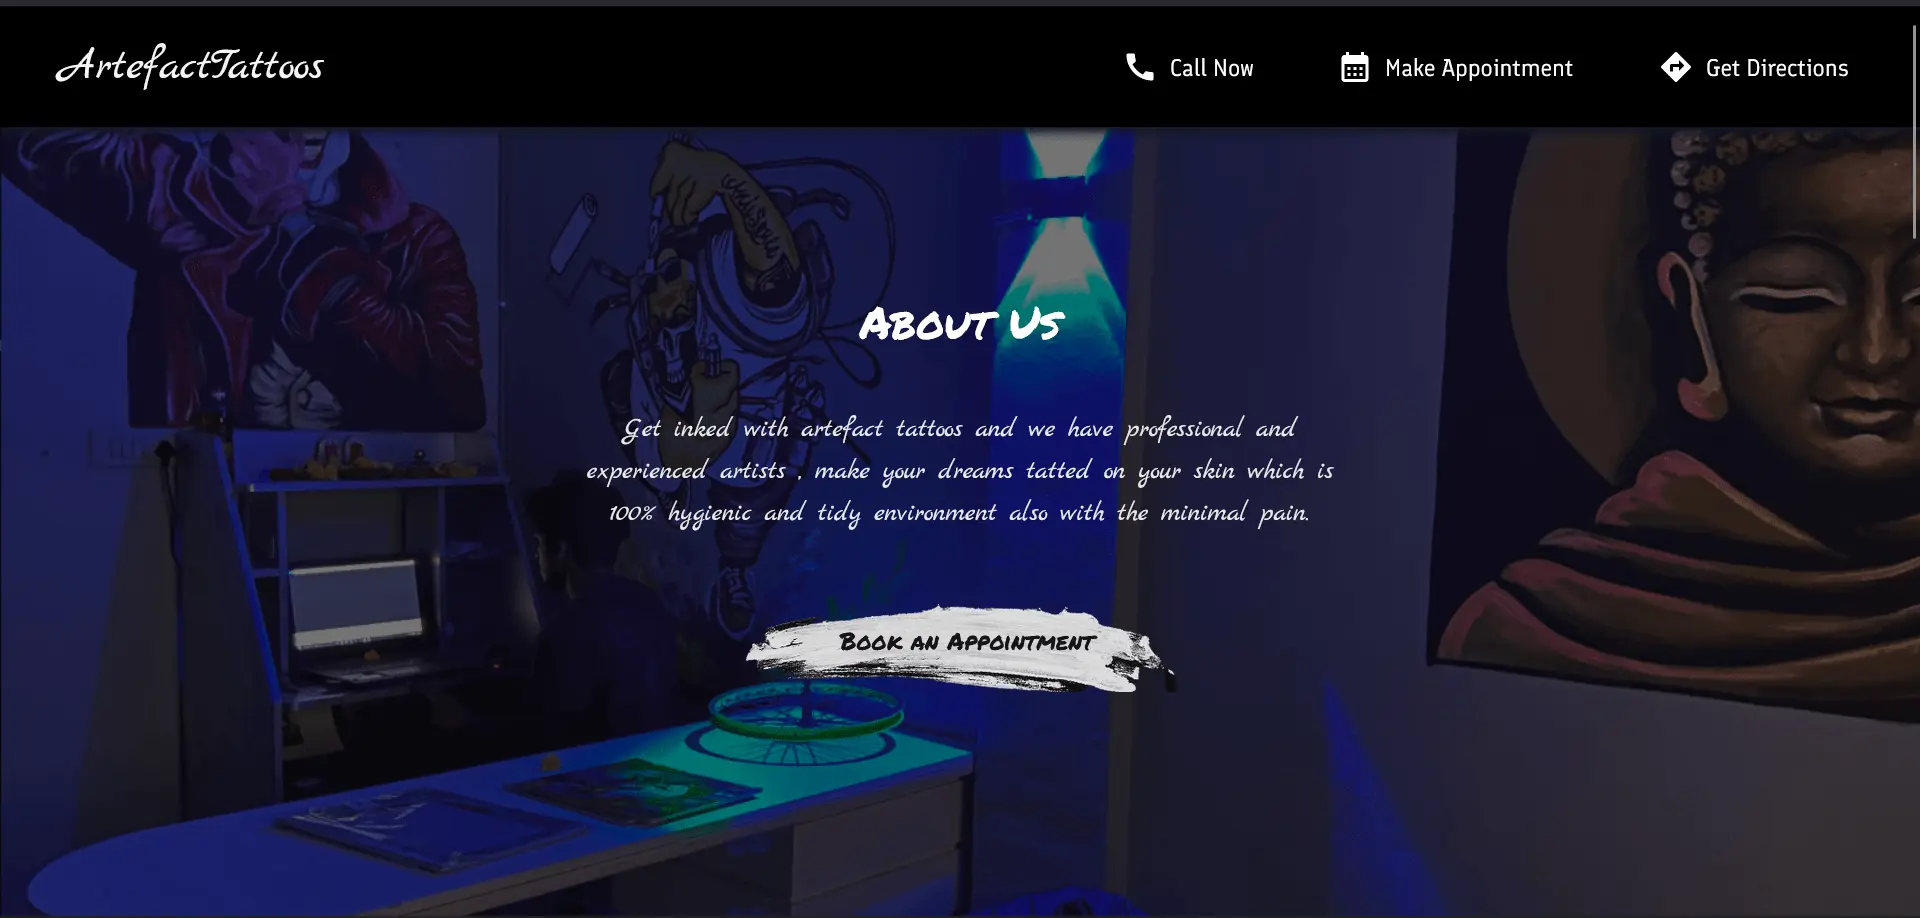 ArtefactTattoos
Call Now
Make Appointment
Get Directions
About Us
Get inked with artefact tattoos and we have professional and
experienced artists , make your dreams tatted on your skin which is
100% hygienic and tidy environment also with the minimal pain.
Book an Appointment